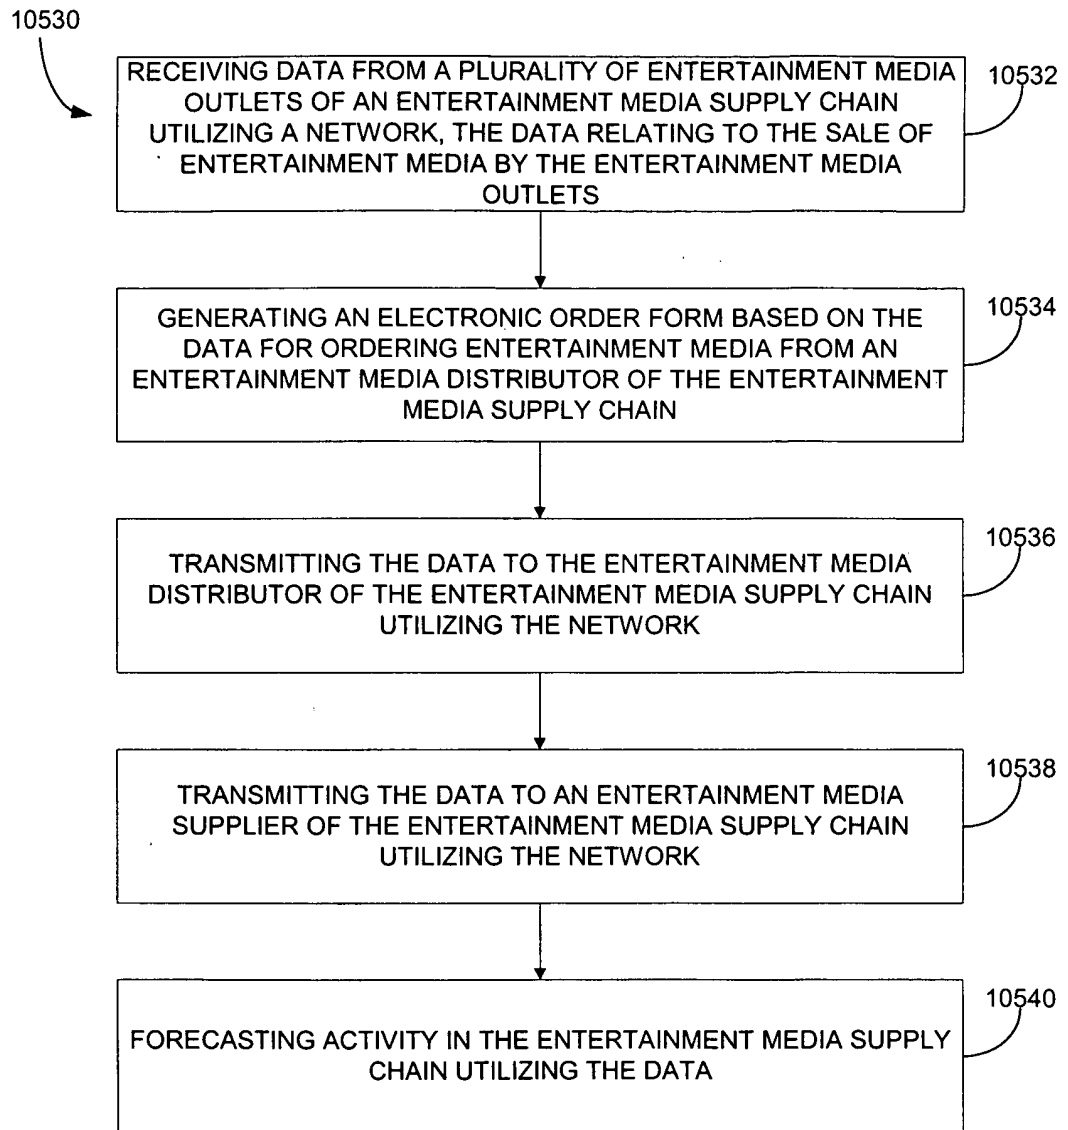 10530
RECEIVING DATA FROM A PLURALITY OF ENTERTAINMENT MEDIA
OUTLETS OF AN ENTERTAINMENT MEDIA SUPPLY CHAIN
UTILIZING A NETWORK, THE DATA RELATING TO THE SALE OF
ENTERTAINMENT MEDIA BY THE ENTERTAINMENT MEDIA
OUTLETS
10532
GENERATING AN ELECTRONIC ORDER FORM BASED ON THE
DATA FOR ORDERING ENTERTAINMENT MEDIA FROM AN
ENTERTAINMENT MEDIA DISTRIBUTOR OF THE ENTERTAINMENT
MEDIA SUPPLY CHAIN
10534
TRANSMITTING THE DATA TO THE ENTERTAINMENT MEDIA
DISTRIBUTOR OF THE ENTERTAINMENT MEDIA SUPPLY CHAIN
UTILIZING THE NETWORK
10536
TRANSMITTING THE DATA TO AN ENTERTAINMENT MEDIA
SUPPLIER OF THE ENTERTAINMENT MEDIA SUPPLY CHAIN
UTILIZING THE NETWORK
10538
FORECASTING ACTIVITY IN THE ENTERTAINMENT MEDIA SUPPLY
CHAIN UTILIZING THE DATA
10540